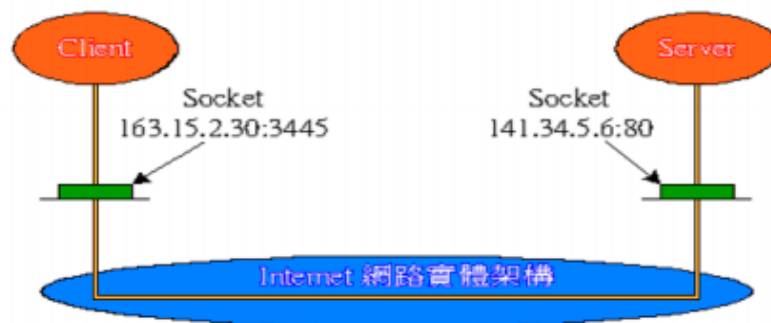 Client
Server
Socket
163.15.2.30:3445
Socket
141.34.5.6:80
Internet 網路實體架構